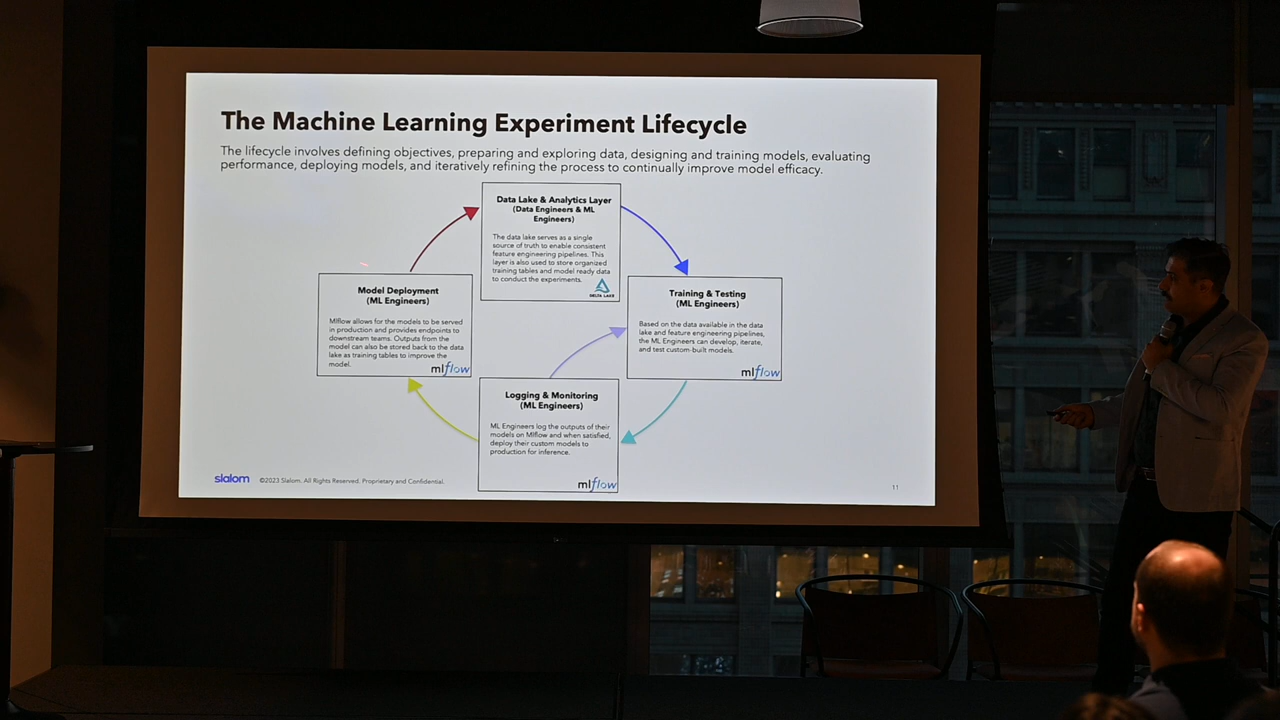 The Machine Learning Experiment Lifecycle
The lifecycle involves defining objectives, preparing and exploring data, designing and training models, evaluating
performance, deploying models, and iteratively refining the process to continually improve model efficacy.
Data Lake & Analytics Layer
(Data Engineers & ML
Engineers)
The data lake serves as a single
source of truth to enable consistent
feature engineering pipelines. This
layer is also used to store organized
training tables and model ready data
to conduct the experiments.
DELTA LAKE
Model Deployment
(ML Engineers)
Mlflow allows for the models to be served
in production and provides endpoints to
downstream teams. Outputs from the
model can also be stored back to the data
lake as training tables to improve the
model.
mlflow
Training & Testing
(ML Engineers)
Based on the data available in the data
lake and feature engineering pipelines,
the ML Engineers can develop, iterate,
and test custom-built models.
mlflow
Logging & Monitoring
(ML Engineers)
ML Engineers log the outputs of their
models on Mlflow and when satisfied,
deploy their custom models to
production for inference.
mlflow
slalom ©2023 Slalom. All Rights Reserved. Proprietary and Confidential.
11